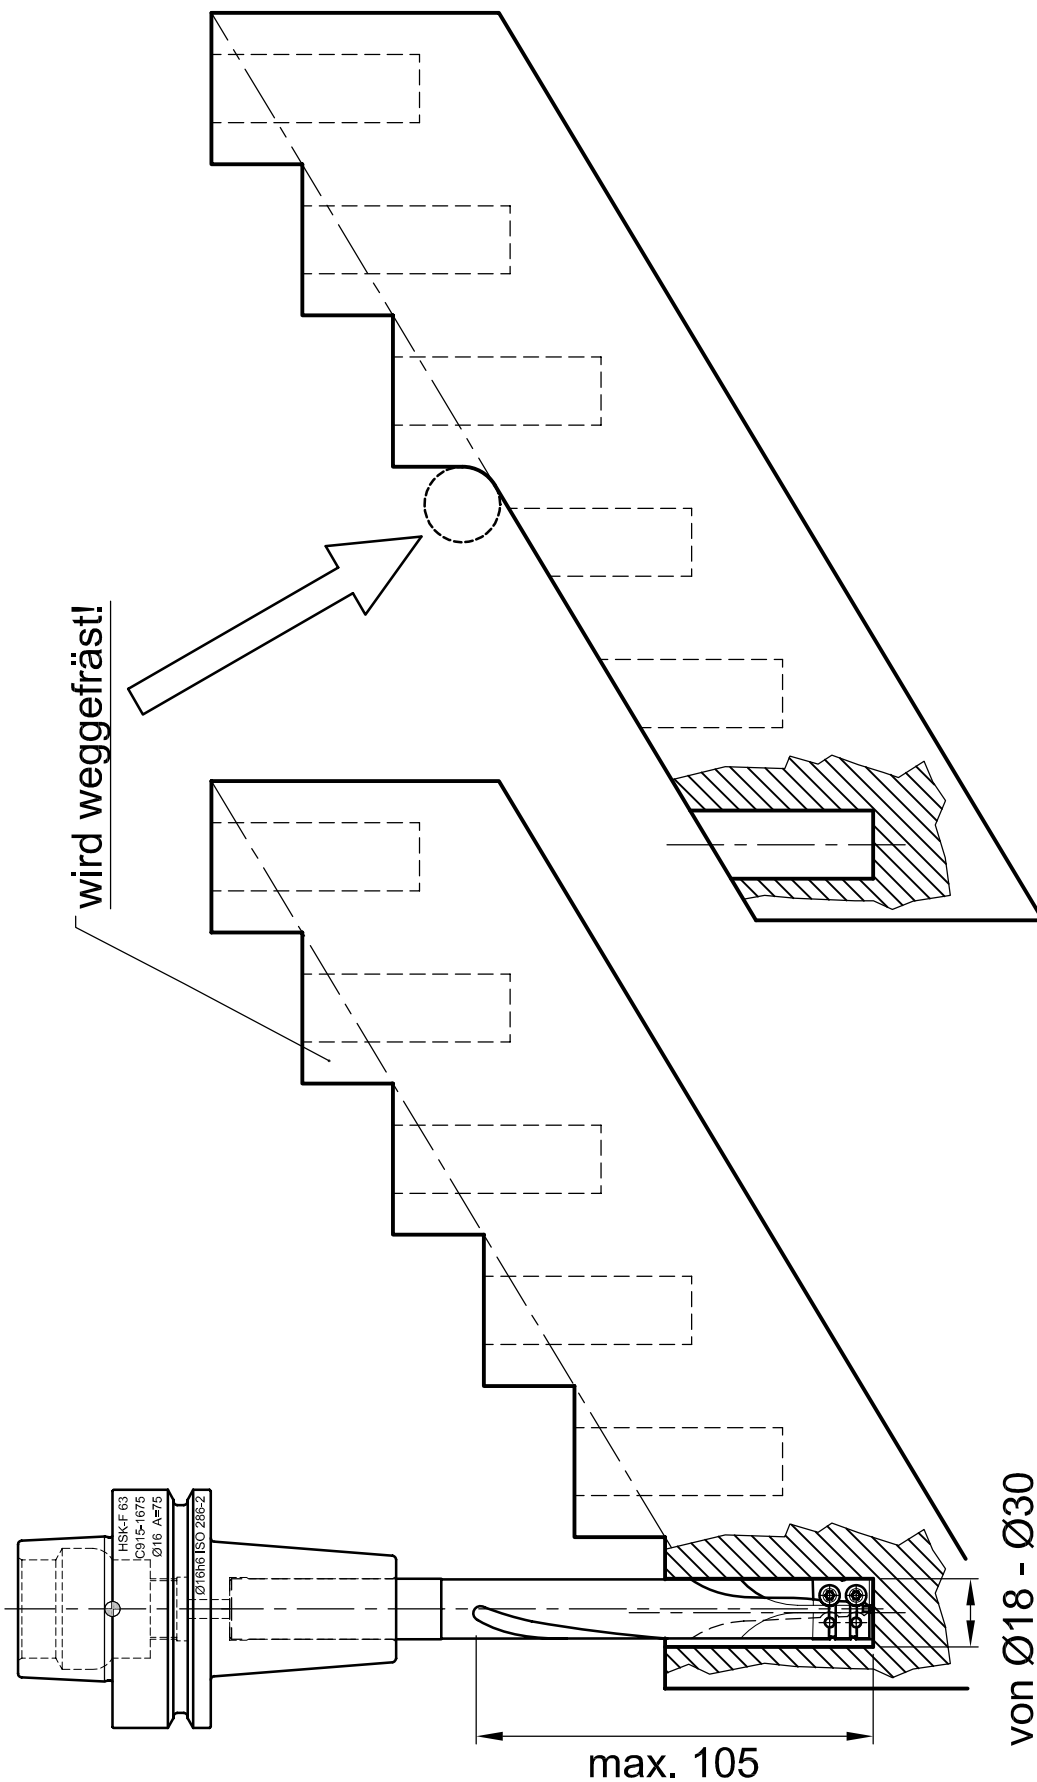 wird weggefräst!
HSK-F 63
C915-1675
Ø16 A=75
Ø16h6 ISO 286-2
max. 105
von Ø18 - Ø30